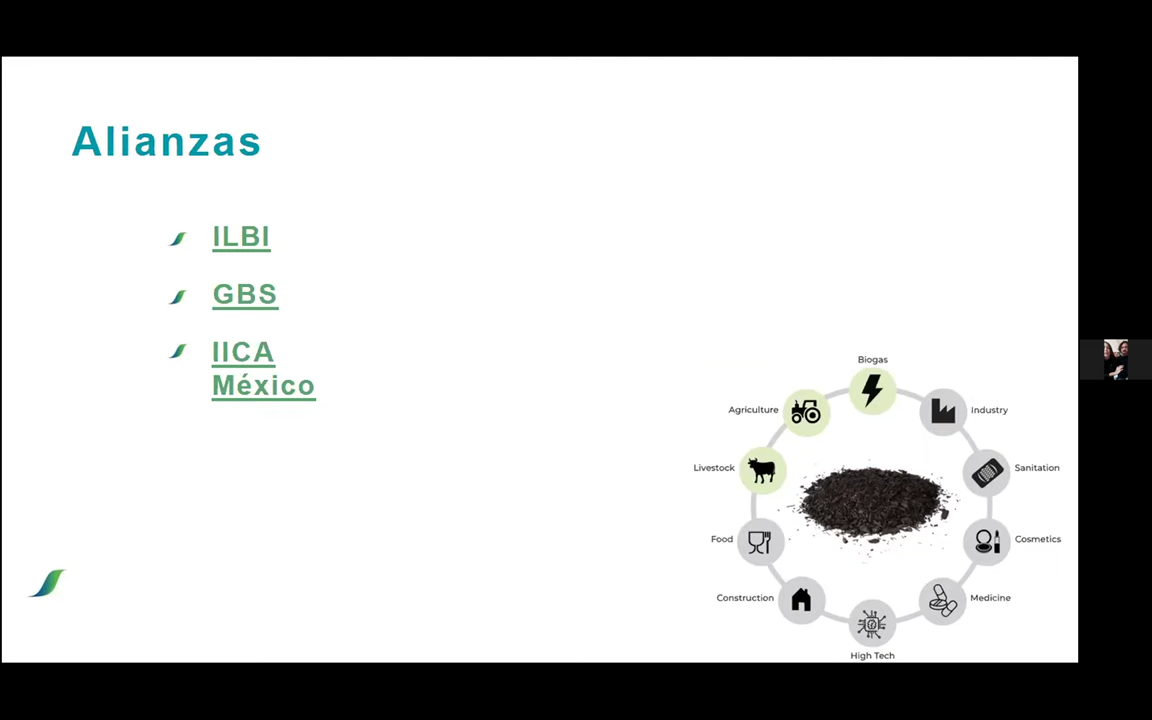 Alianzas
ILBI
GBS
IICA
México
Biogas
Agriculture
Industry
Livestock
Sanitation
Food
Cosmetics
Construction
Medicine
High Tech